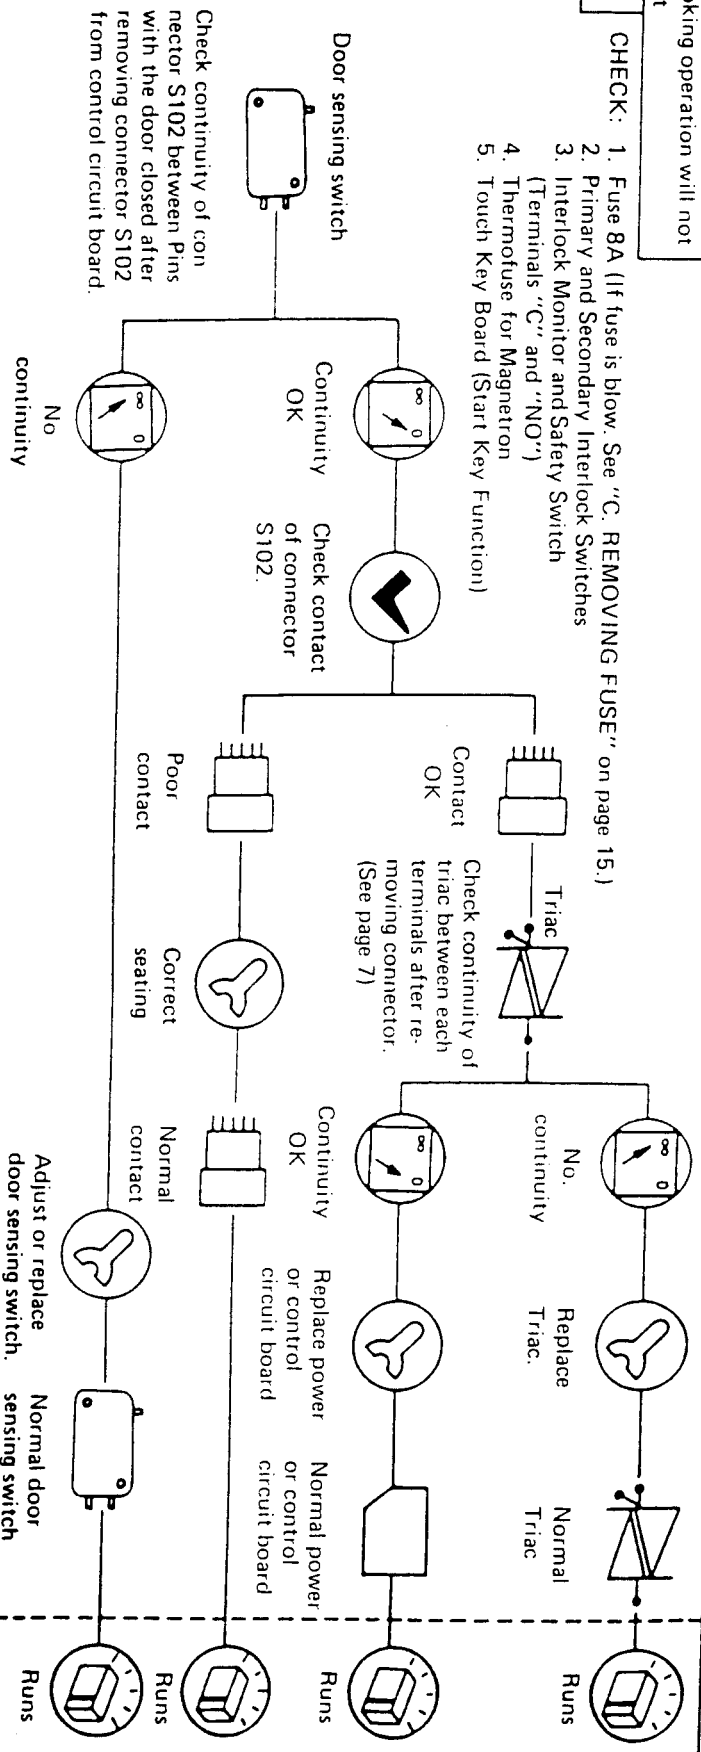 oking operation will not
t
CHECK: 1. Fuse 8A (If fuse is blow. See "C. REMOVING FUSE" on page 15.)
2. Primary and Secondary Interlock Switches
3. Interlock Monitor and Safety Switch
(Terminals "C" and "NO")
4. Thermofuse for Magnetron
5. Touch Key Board (Start Key Function)
Door sensing switch
Check continuity of con
nector S102 between Pins
with the door closed after
removing connector S102
from control circuit board.
∞ 0
Continuity
OK
∞ 0
No
continuity
Check contact
of connector
S102.
Contact
OK
Poor
contact
Triac
Check continuity of
triac between each
terminals after re-
moving connector.
(See page 7)
Correct
seating
Normal
contact
∞ 0
No.
continuity
∞ 0
Continuity
OK
Replace
Triac.
Replace power
or control
circuit board
Normal
Triac
Normal power
or control
circuit board
Adjust or replace
door sensing switch.
Normal door
sensing switch
Runs
Runs
Runs
Runs